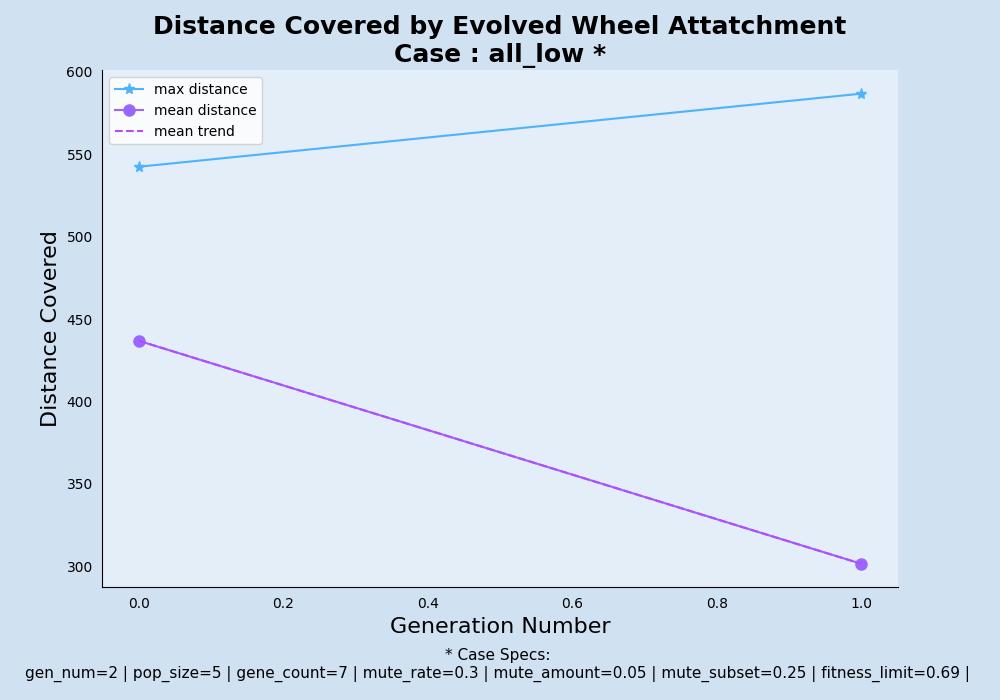 Distance Covered by Evolved Wheel Attatchment
Case : all_low *
600
550
500
450
400
350
300
Distance Covered
max distance
mean distance
mean trend
0.0 0.2 0.4 0.6 0.8 1.0
Generation Number
* Case Specs:
gen_num=2 | pop_size=5 | gene_count=7 | mute_rate=0.3 | mute_amount=0.05 | mute_subset=0.25 | fitness_limit=0.69 |